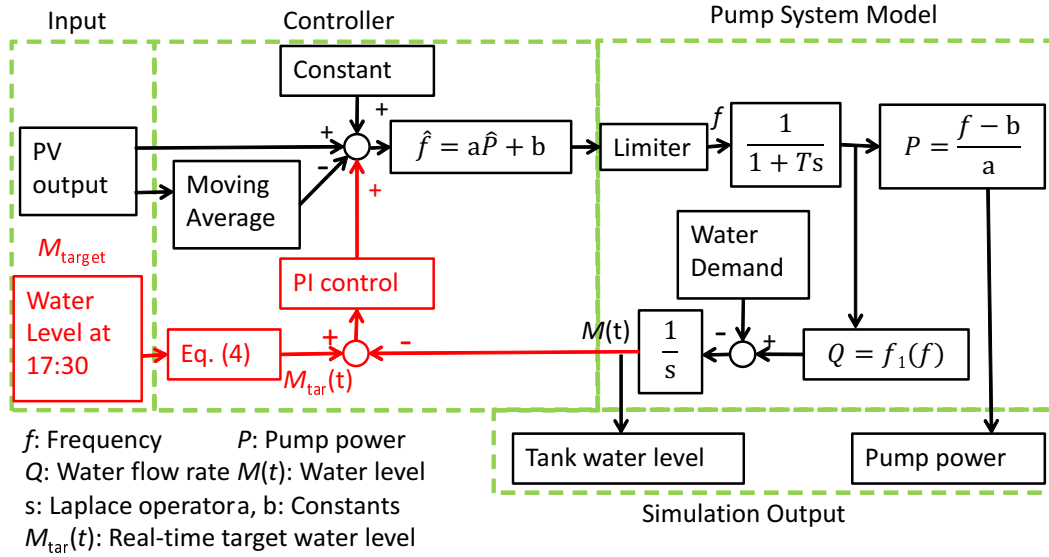 Input
Controller
Pump System Model
Constant
PV
output
Moving
Average
+
+
-
+
f̂ = aP̂ + b
Limiter
f
1
1 + Ts
P = f − b
a
M_target
Water
Level at
17:30
PI control
Eq. (4)
+
-
M_tar(t)
M(t)
1
s
Water
Demand
-
+
Q = f₁(f)
Tank water level
Pump power
Simulation Output
f: Frequency P: Pump power
Q: Water flow rate M(t): Water level
s: Laplace operator a, b: Constants
M_tar(t): Real-time target water level